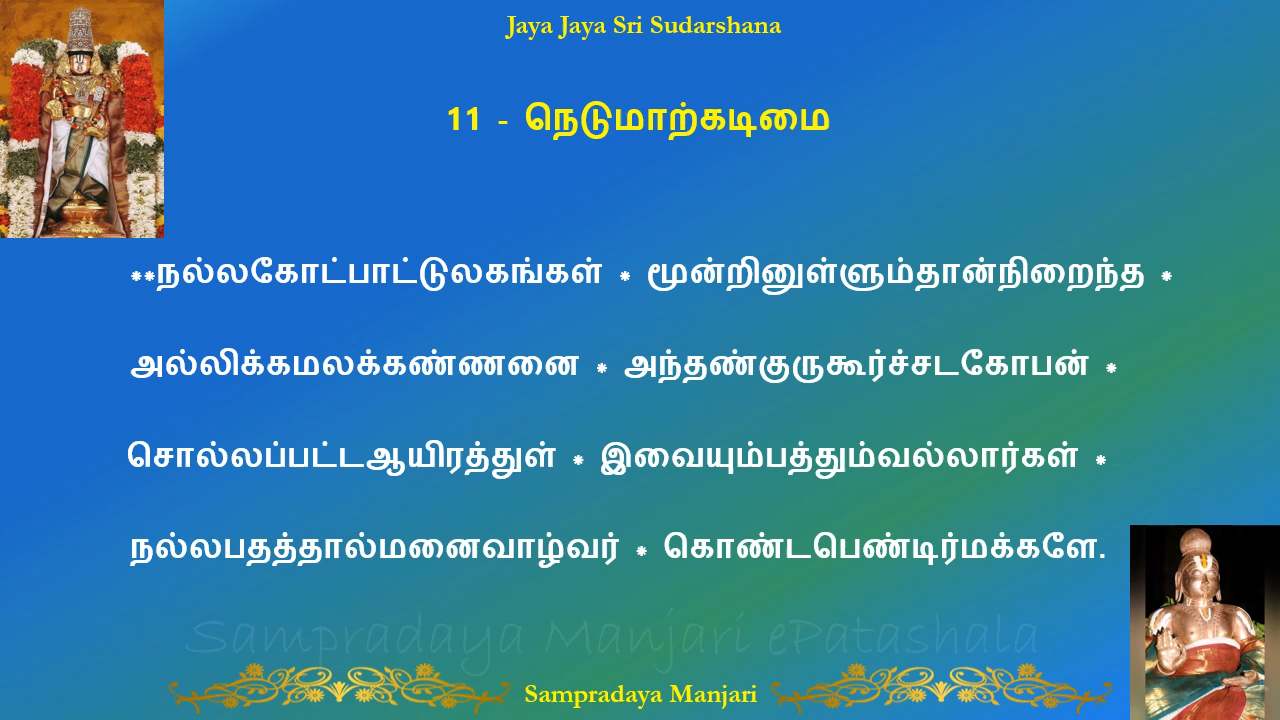 Jaya Jaya Sri Sudarshana
11 - நெடுமாற்கடிமை
**நல்லகோட்பாட்டுலகங்கள் * மூன்றினுள்ளும்தான்நிறைந்த *
அல்லிக்கமலக்கண்ணனை * அந்தண்குருகூர்ச்சடகோபன் *
சொல்லப்பட்டஆயிரத்துள் * இவையும்பத்தும்வல்லார்கள் *
நல்லபதத்தால்மனைவாழ்வர் * கொண்டபெண்டிர்மக்களே.
Sampradaya Manjari ePatashala
Sampradaya Manjari